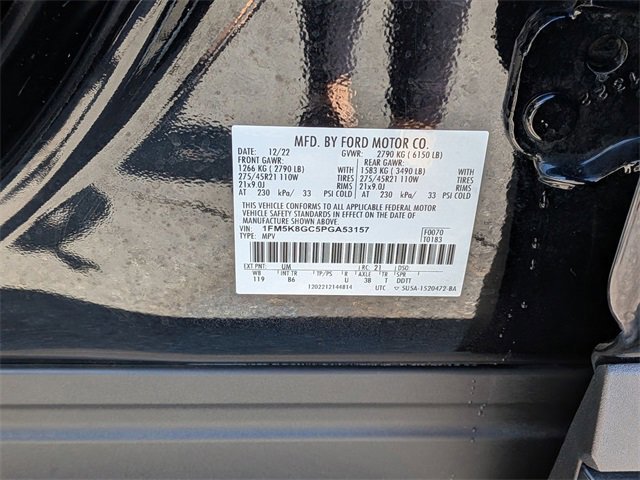 MFD. BY FORD MOTOR CO.
DATE: 12/22 GVWR: 2790 KG ( 6150 LB)
FRONT GAWR: REAR GAWR:
1266 KG ( 2790 LB) WITH 1583 KG ( 3490 LB) WITH
275/45R21 110W TIRES 275/45R21 110W TIRES
21x9.0J RIMS 21x9.0J RIMS
AT 230 kPa/ 33 PSI COLD AT 230 kPa/ 33 PSI COLD
THIS VEHICLE CONFORMS TO ALL APPLICABLE FEDERAL MOTOR
VEHICLE SAFETY STANDARDS IN EFFECT ON THE DATE OF
MANUFACTURE SHOWN ABOVE.
VIN: 1FM5K8GC5PGA53157 F0070
TYPE: MPV T0183
EXT PNT: UM RC: 21 DSO:
WB INT TR TP/PS R AXLE TR SPR
119 B6 U 3B T DDTT
1202212144814 UTC 5U5A-1520472-BA